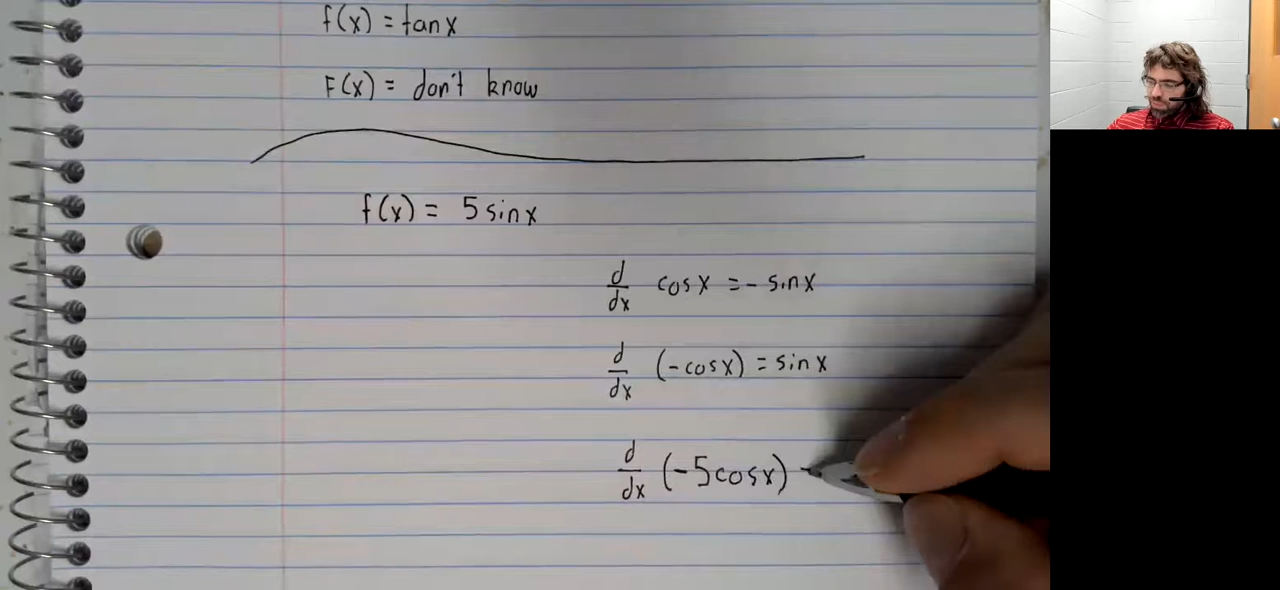 f(x) = tan x
F(x) = don't know
f(x) = 5 sin x
d/dx cos x = - sin x
d/dx (-cos x) = sin x
d/dx (-5 cos x)